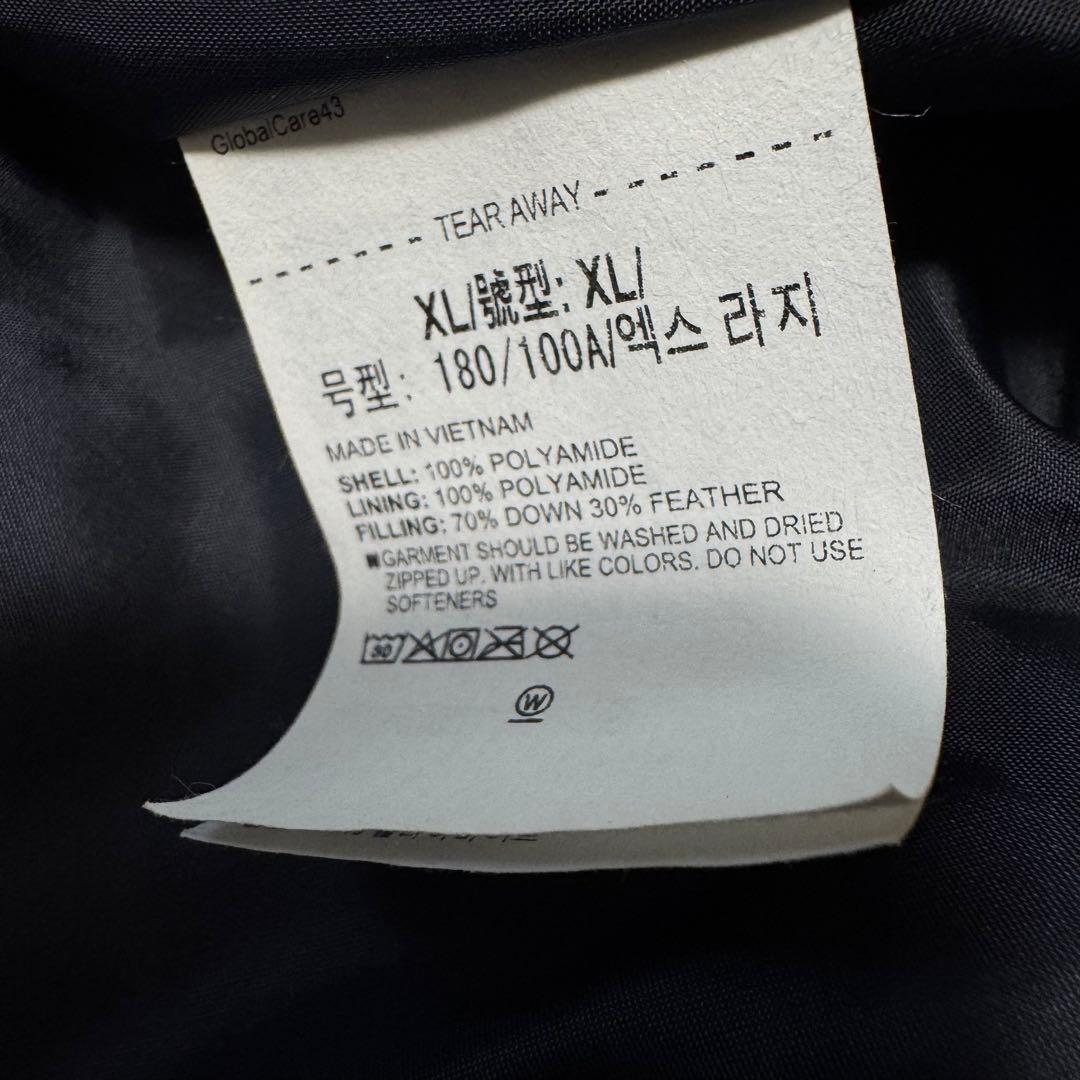 GlobalCare43
- - - - - - - TEAR AWAY - - - - - - - - -
XL/號型: XL/
号型: 180/100A/엑스 라지
MADE IN VIETNAM
SHELL: 100% POLYAMIDE
LINING: 100% POLYAMIDE
FILLING: 70% DOWN 30% FEATHER
■GARMENT SHOULD BE WASHED AND DRIED
ZIPPED UP. WITH LIKE COLORS. DO NOT USE
SOFTENERS
30
W